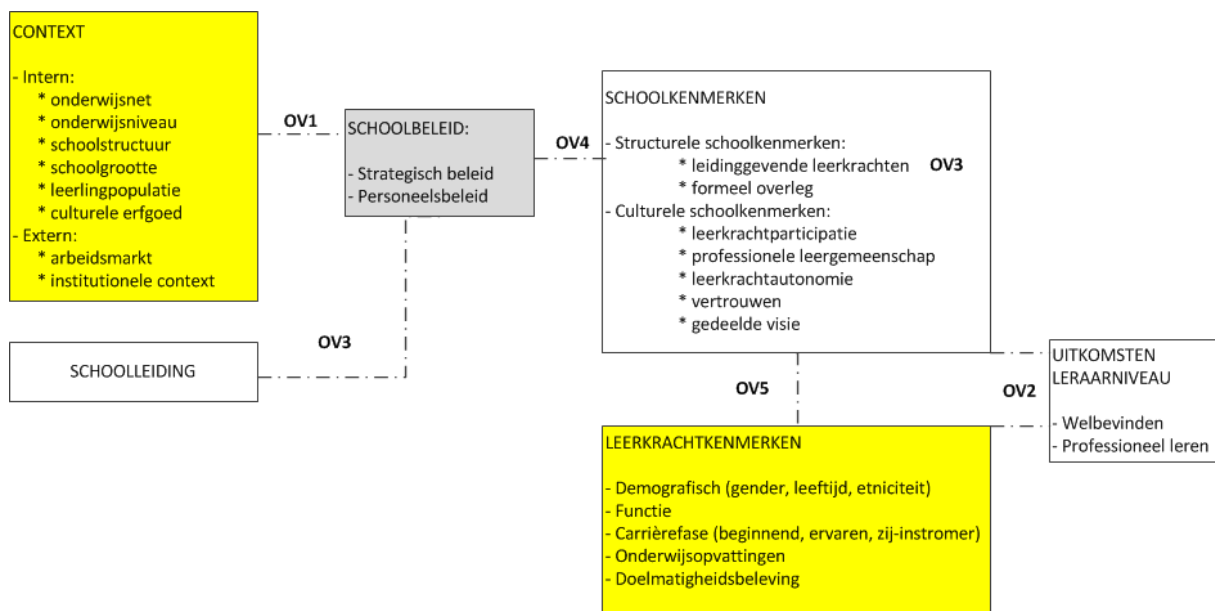 CONTEXT
- Intern:
* onderwijsnet
* onderwijsniveau
* schoolstructuur
* schoolgrootte
* leerlingpopulatie
* culturele erfgoed
- Extern:
* arbeidsmarkt
* institutionele context
OV1
SCHOOLBELEID:
- Strategisch beleid
- Personeelsbeleid
OV4
SCHOOLKENMERKEN
- Structurele schoolkenmerken:
* leidinggevende leerkrachten OV3
* formeel overleg
- Culturele schoolkenmerken:
* leerkrachtparticipatie
* professionele leergemeenschap
* leerkrachtautonomie
* vertrouwen
* gedeelde visie
SCHOOLLEIDING
OV3
OV5
OV2
UITKOMSTEN
LERAARNIVEAU
- Welbevinden
- Professioneel leren
LEERKRACHTKENMERKEN
- Demografisch (gender, leeftijd, etniciteit)
- Functie
- Carrièrefase (beginnend, ervaren, zij-instromer)
- Onderwijsopvattingen
- Doelmatigheidsbeleving